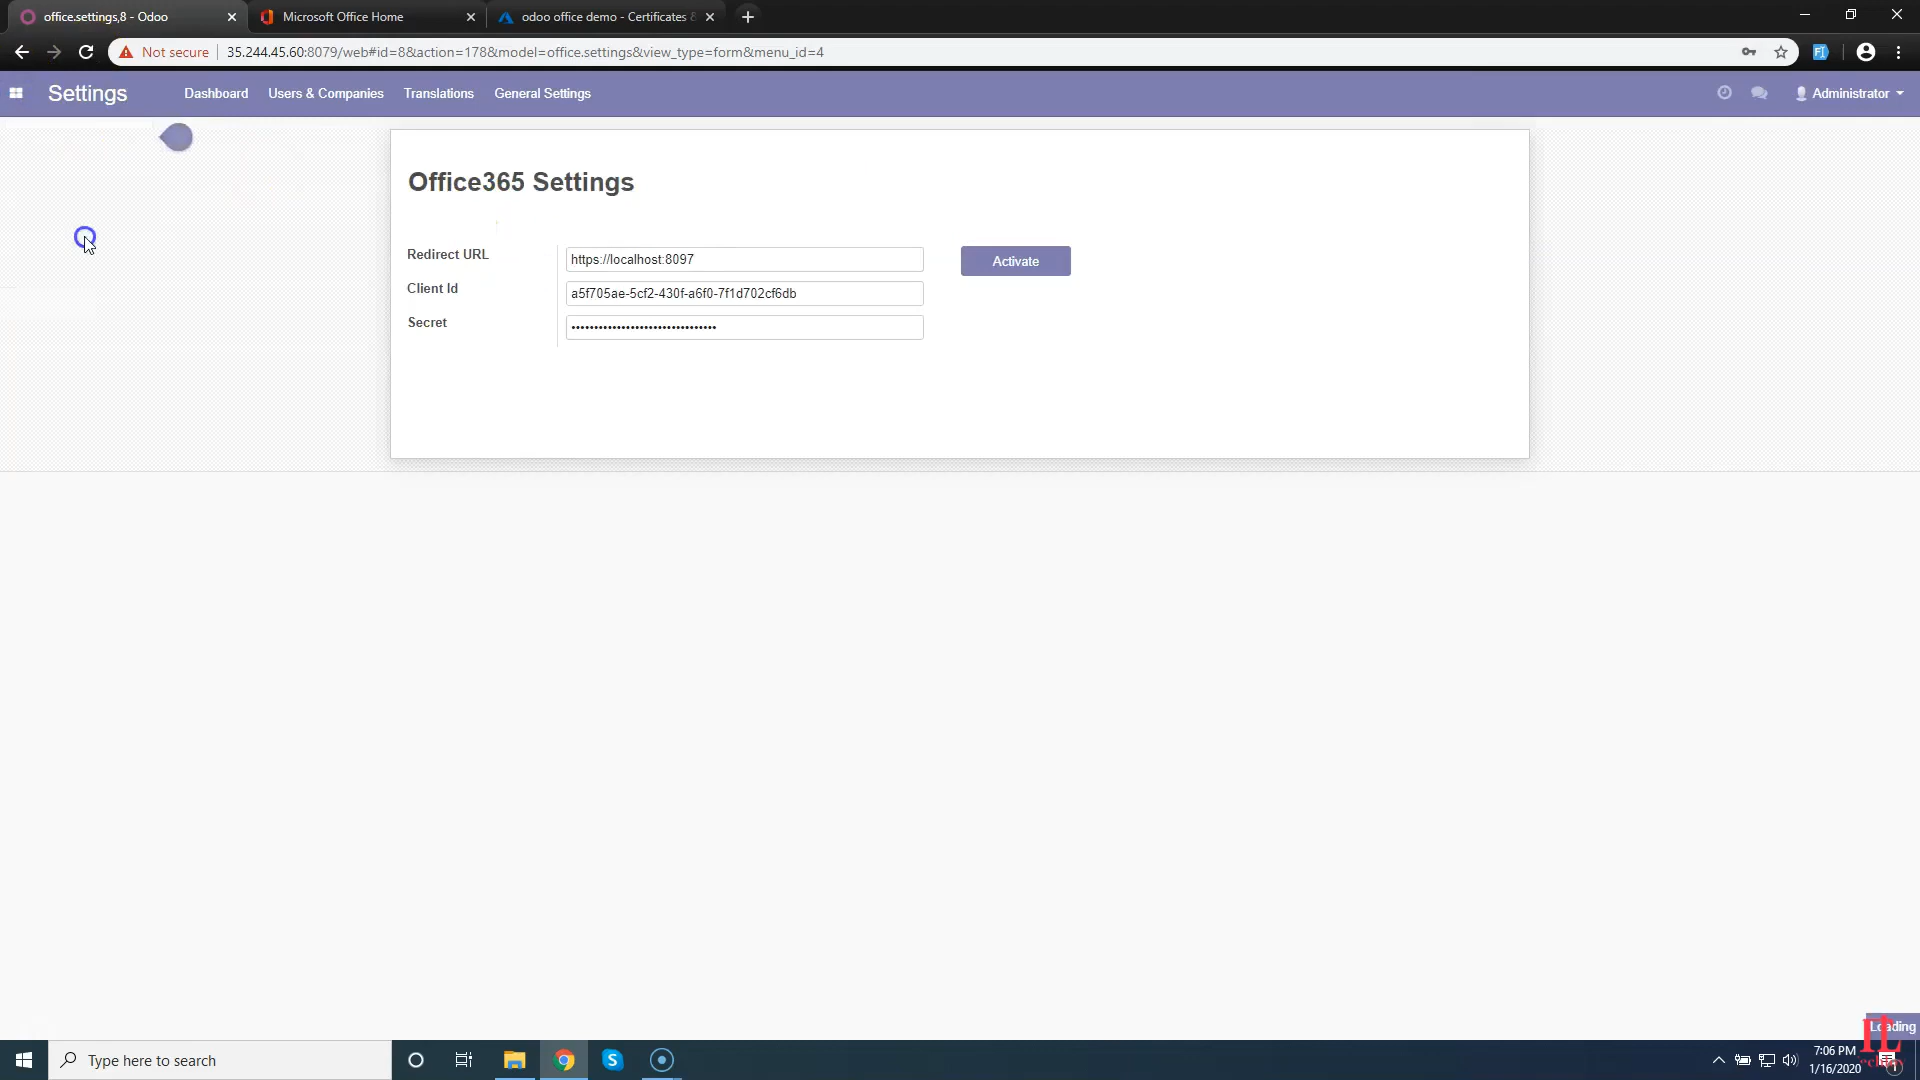 office.settings,8 - Odoo
Microsoft Office Home
odoo office demo - Certificates &
Not secure
35.244.45.60:8079/web#id=8&action=178&model=office.settings&view_type=form&menu_id=4
Settings
Dashboard
Users & Companies
Translations
General Settings
Administrator
Office365 Settings
Redirect URL
https://localhost:8097
Activate
Client Id
a5f705ae-5cf2-430f-a6f0-7f1d702cf6db
Secret
••••••••••••••••••••••••••••••••
Loading
Type here to search
7:06 PM
1/16/2020